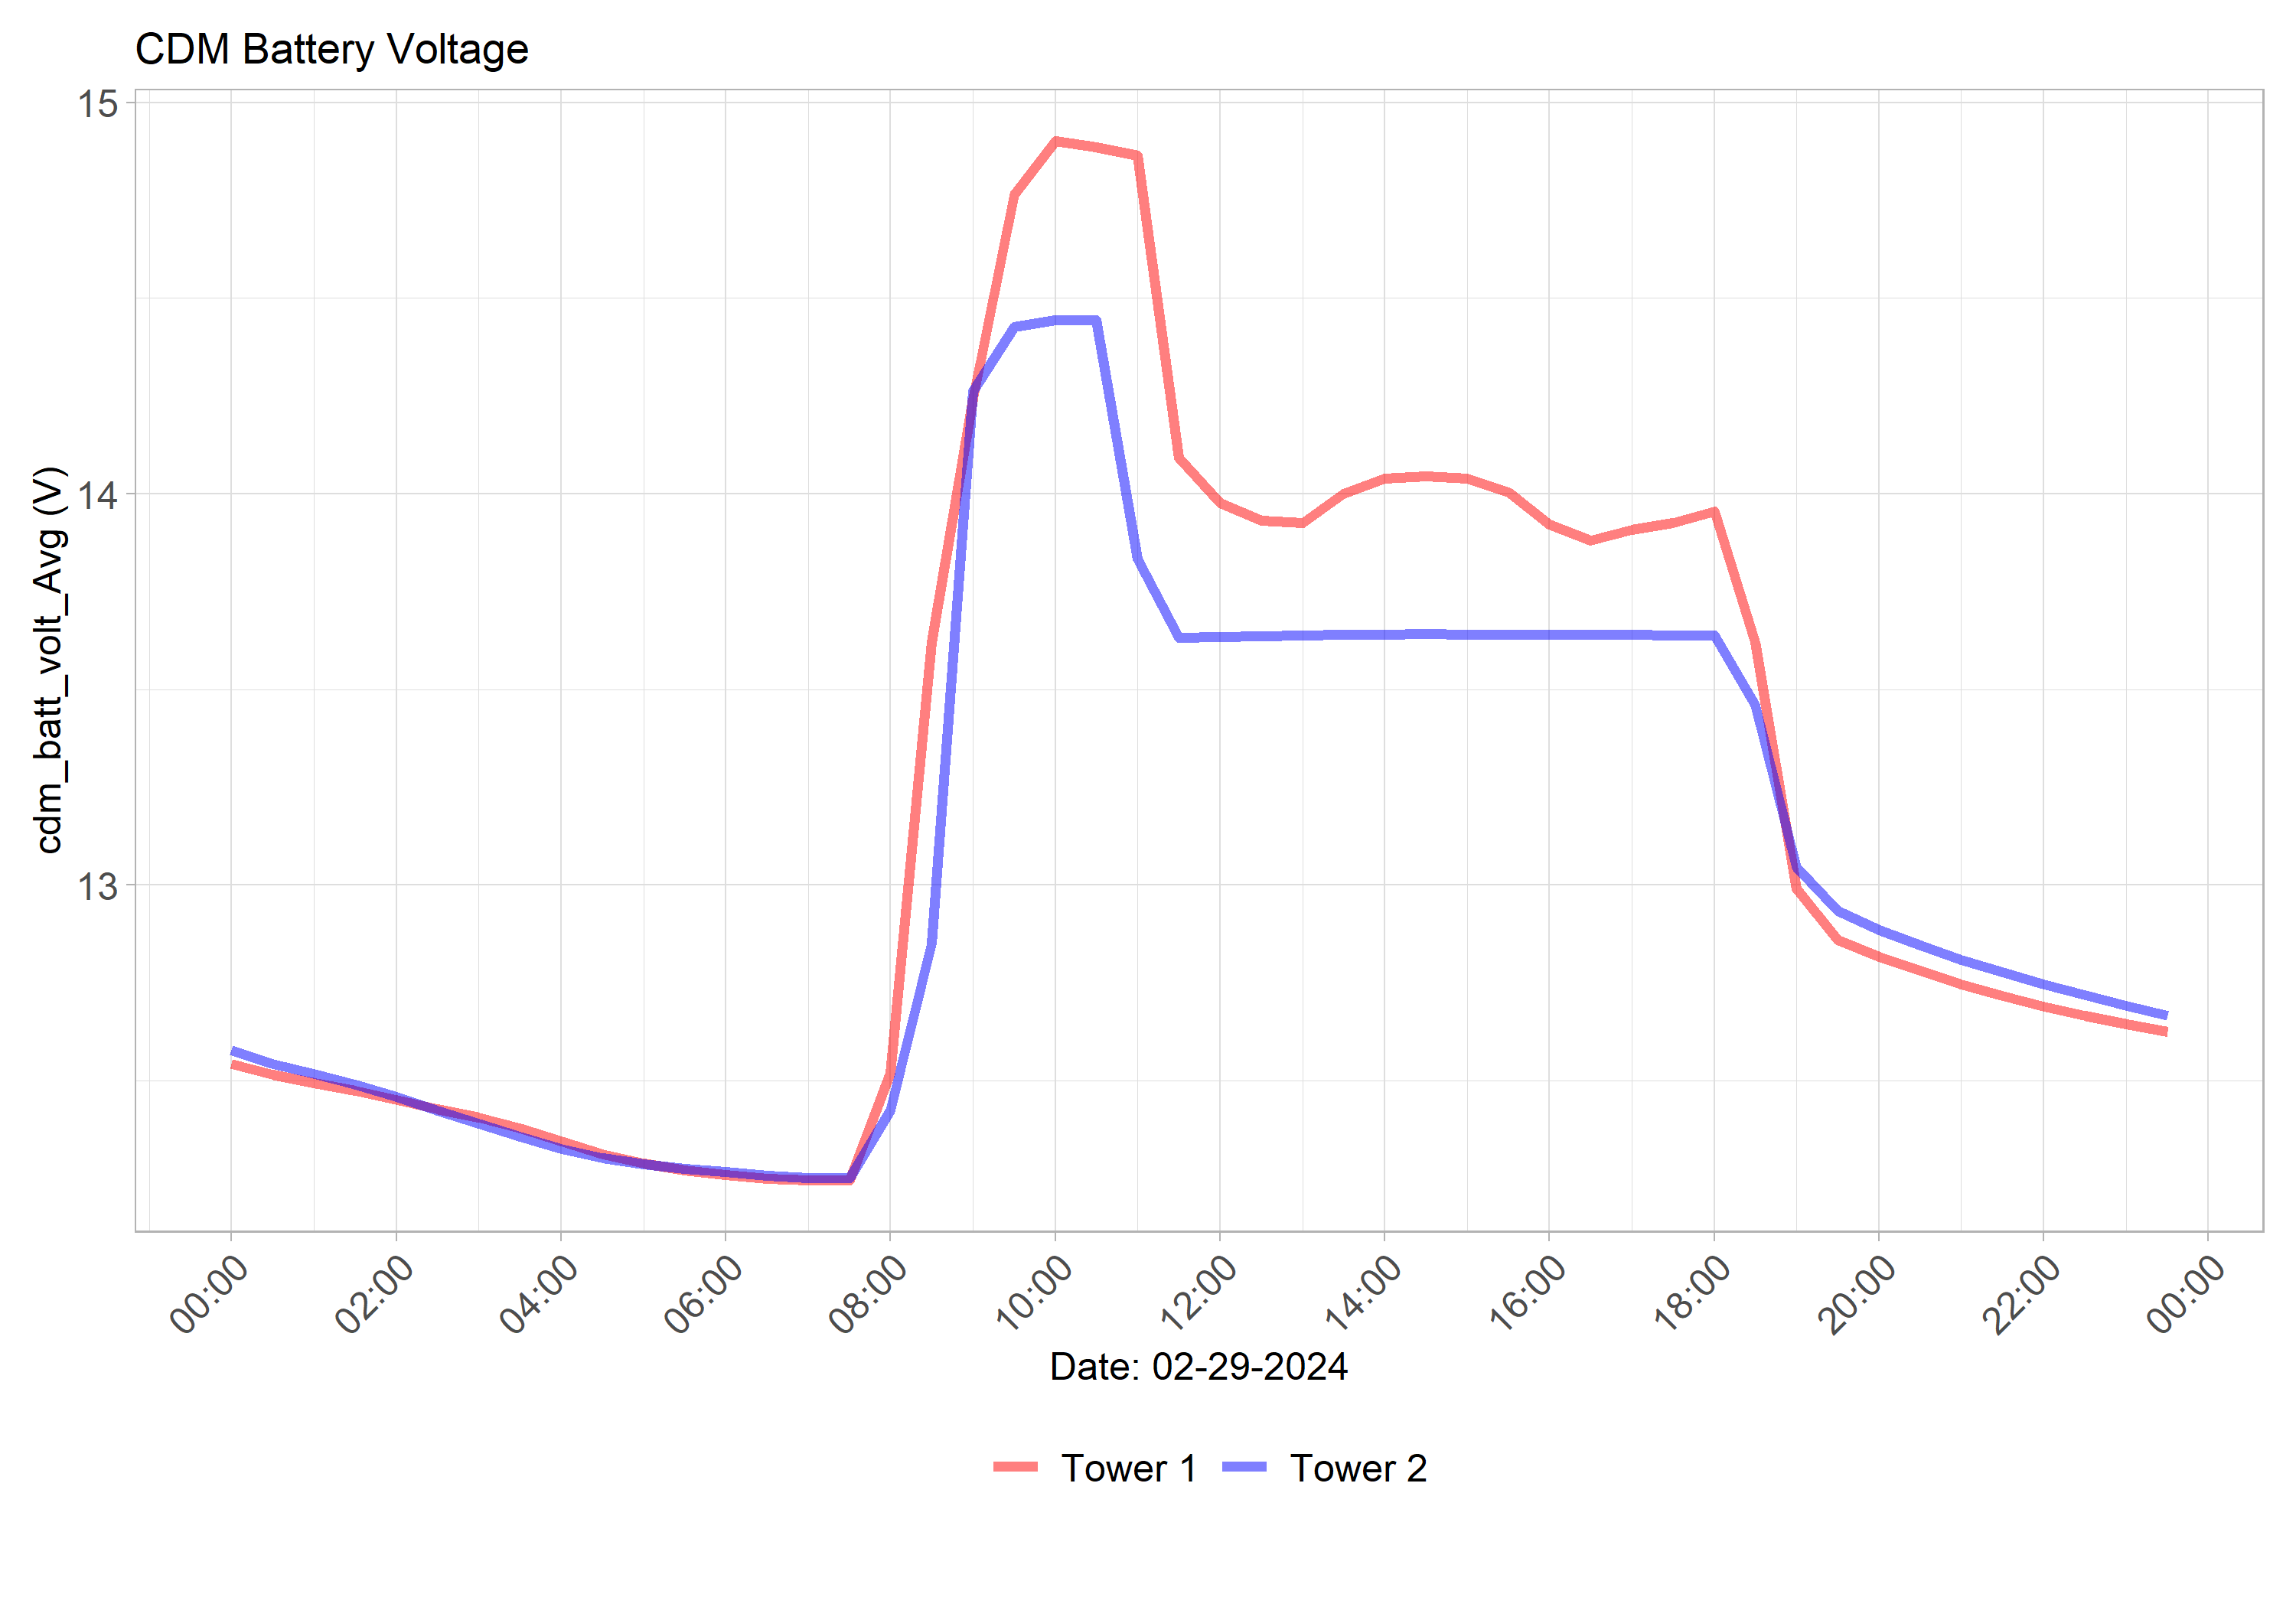 CDM Battery Voltage
15
14
13
cdm_batt_volt_Avg (V)
00:00 02:00 04:00 06:00 08:00 10:00 12:00 14:00 16:00 18:00 20:00 22:00 00:00
Date: 02-29-2024
Tower 1 Tower 2